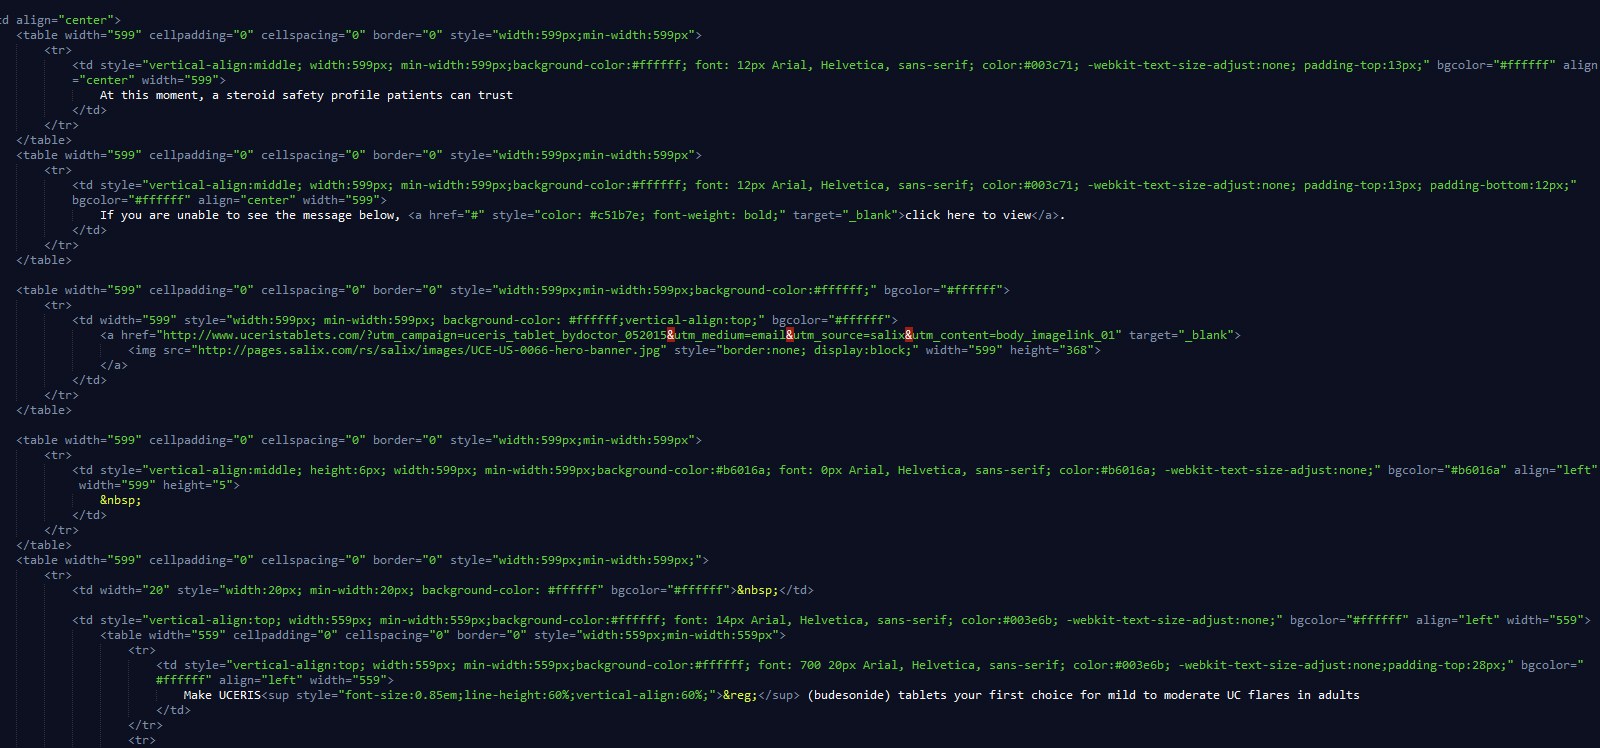 td align="center">
<table width="599" cellpadding="0" cellspacing="0" border="0" style="width:599px;min-width:599px">
<tr>
<td style="vertical-align:middle; width:599px; min-width:599px;background-color:#ffffff; font: 12px Arial, Helvetica, sans-serif; color:#003c71; -webkit-text-size-adjust:none; padding-top:13px;" bgcolor="#ffffff" align
="center" width="599">
At this moment, a steroid safety profile patients can trust
</td>
</tr>
</table>
<table width="599" cellpadding="0" cellspacing="0" border="0" style="width:599px;min-width:599px">
<tr>
<td style="vertical-align:middle; width:599px; min-width:599px;background-color:#ffffff; font: 12px Arial, Helvetica, sans-serif; color:#003c71; -webkit-text-size-adjust:none; padding-top:13px; padding-bottom:12px;"
bgcolor="#ffffff" align="center" width="599">
If you are unable to see the message below, <a href="#" style="color: #c51b7e; font-weight: bold;" target="_blank">click here to view</a>.
</td>
</tr>
</table>
<table width="599" cellpadding="0" cellspacing="0" border="0" style="width:599px;min-width:599px;background-color:#ffffff;" bgcolor="#ffffff">
<tr>
<td width="599" style="width:599px; min-width:599px; background-color: #ffffff;vertical-align:top;" bgcolor="#ffffff">
<a href="http://www.uceristablets.com/?utm_campaign=uceris_tablet_bydoctor_052015&utm_medium=email&utm_source=salix&utm_content=body_imagelink_01" target="_blank">
<img src="http://pages.salix.com/rs/salix/images/UCE-US-0066-hero-banner.jpg" style="border:none; display:block;" width="599" height="368">
</a>
</td>
</tr>
</table>
<table width="599" cellpadding="0" cellspacing="0" border="0" style="width:599px;min-width:599px">
<tr>
<td style="vertical-align:middle; height:6px; width:599px; min-width:599px;background-color:#b6016a; font: 0px Arial, Helvetica, sans-serif; color:#b6016a; -webkit-text-size-adjust:none;" bgcolor="#b6016a" align="left"
width="599" height="5">
&nbsp;
</td>
</tr>
</table>
<table width="599" cellpadding="0" cellspacing="0" border="0" style="width:599px;min-width:599px;">
<tr>
<td width="20" style="width:20px; min-width:20px; background-color: #ffffff" bgcolor="#ffffff">&nbsp;</td>
<td style="vertical-align:top; width:559px; min-width:559px;background-color:#ffffff; font: 14px Arial, Helvetica, sans-serif; color:#003e6b; -webkit-text-size-adjust:none;" bgcolor="#ffffff" align="left" width="559">
<table width="559" cellpadding="0" cellspacing="0" border="0" style="width:559px;min-width:559px">
<tr>
<td style="vertical-align:top; width:559px; min-width:559px;background-color:#ffffff; font: 700 20px Arial, Helvetica, sans-serif; color:#003e6b; -webkit-text-size-adjust:none;padding-top:28px;" bgcolor="
#ffffff" align="left" width="559">
Make UCERIS<sup style="font-size:0.85em;line-height:60%;vertical-align:60%;">&reg;</sup> (budesonide) tablets your first choice for mild to moderate UC flares in adults
</td>
</tr>
<tr>